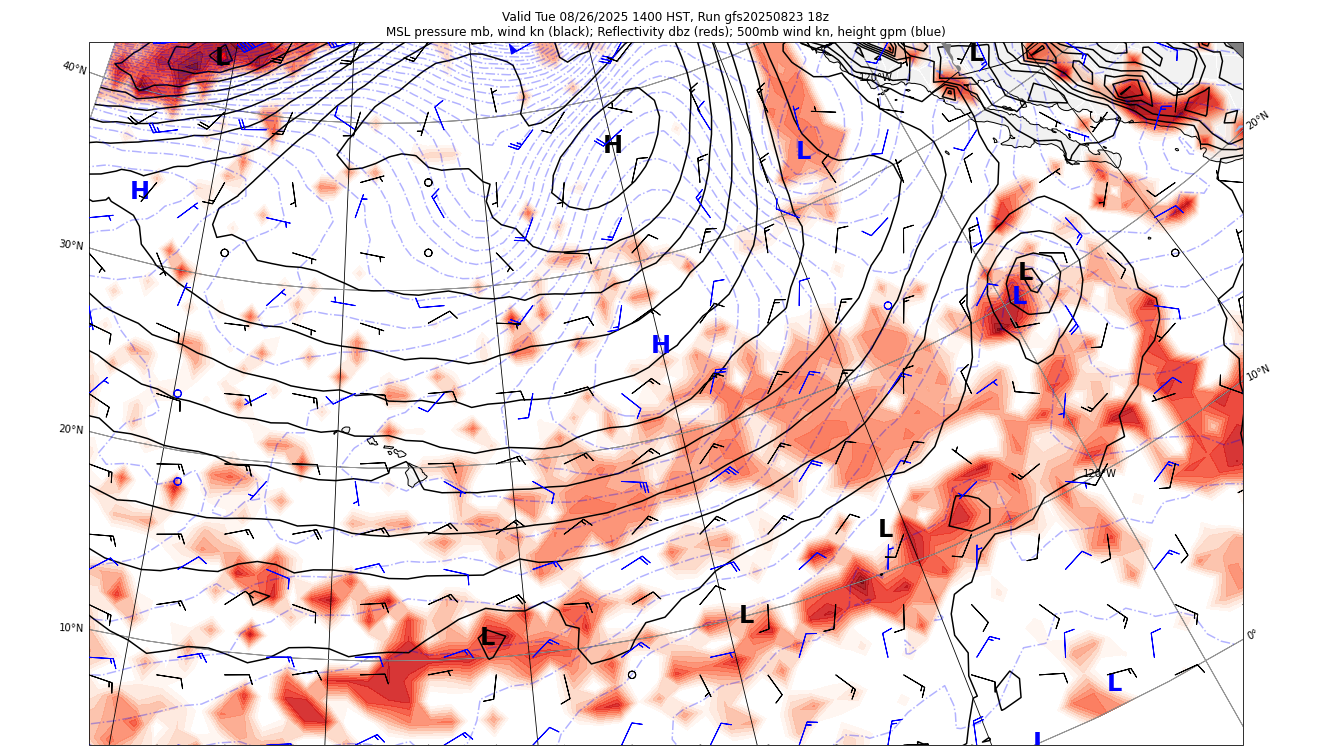 Valid Tue 08/26/2025 1400 HST, Run gfs20250823 18z
MSL pressure mb, wind kn (black); Reflectivity dbz (reds); 500mb wind kn, height gpm (blue)
L
L
40°N
120°W
20°N
H
L
H
30°N
L
L
H
10°N
20°N
120°W
L
L
10°N
L
0°
L
L